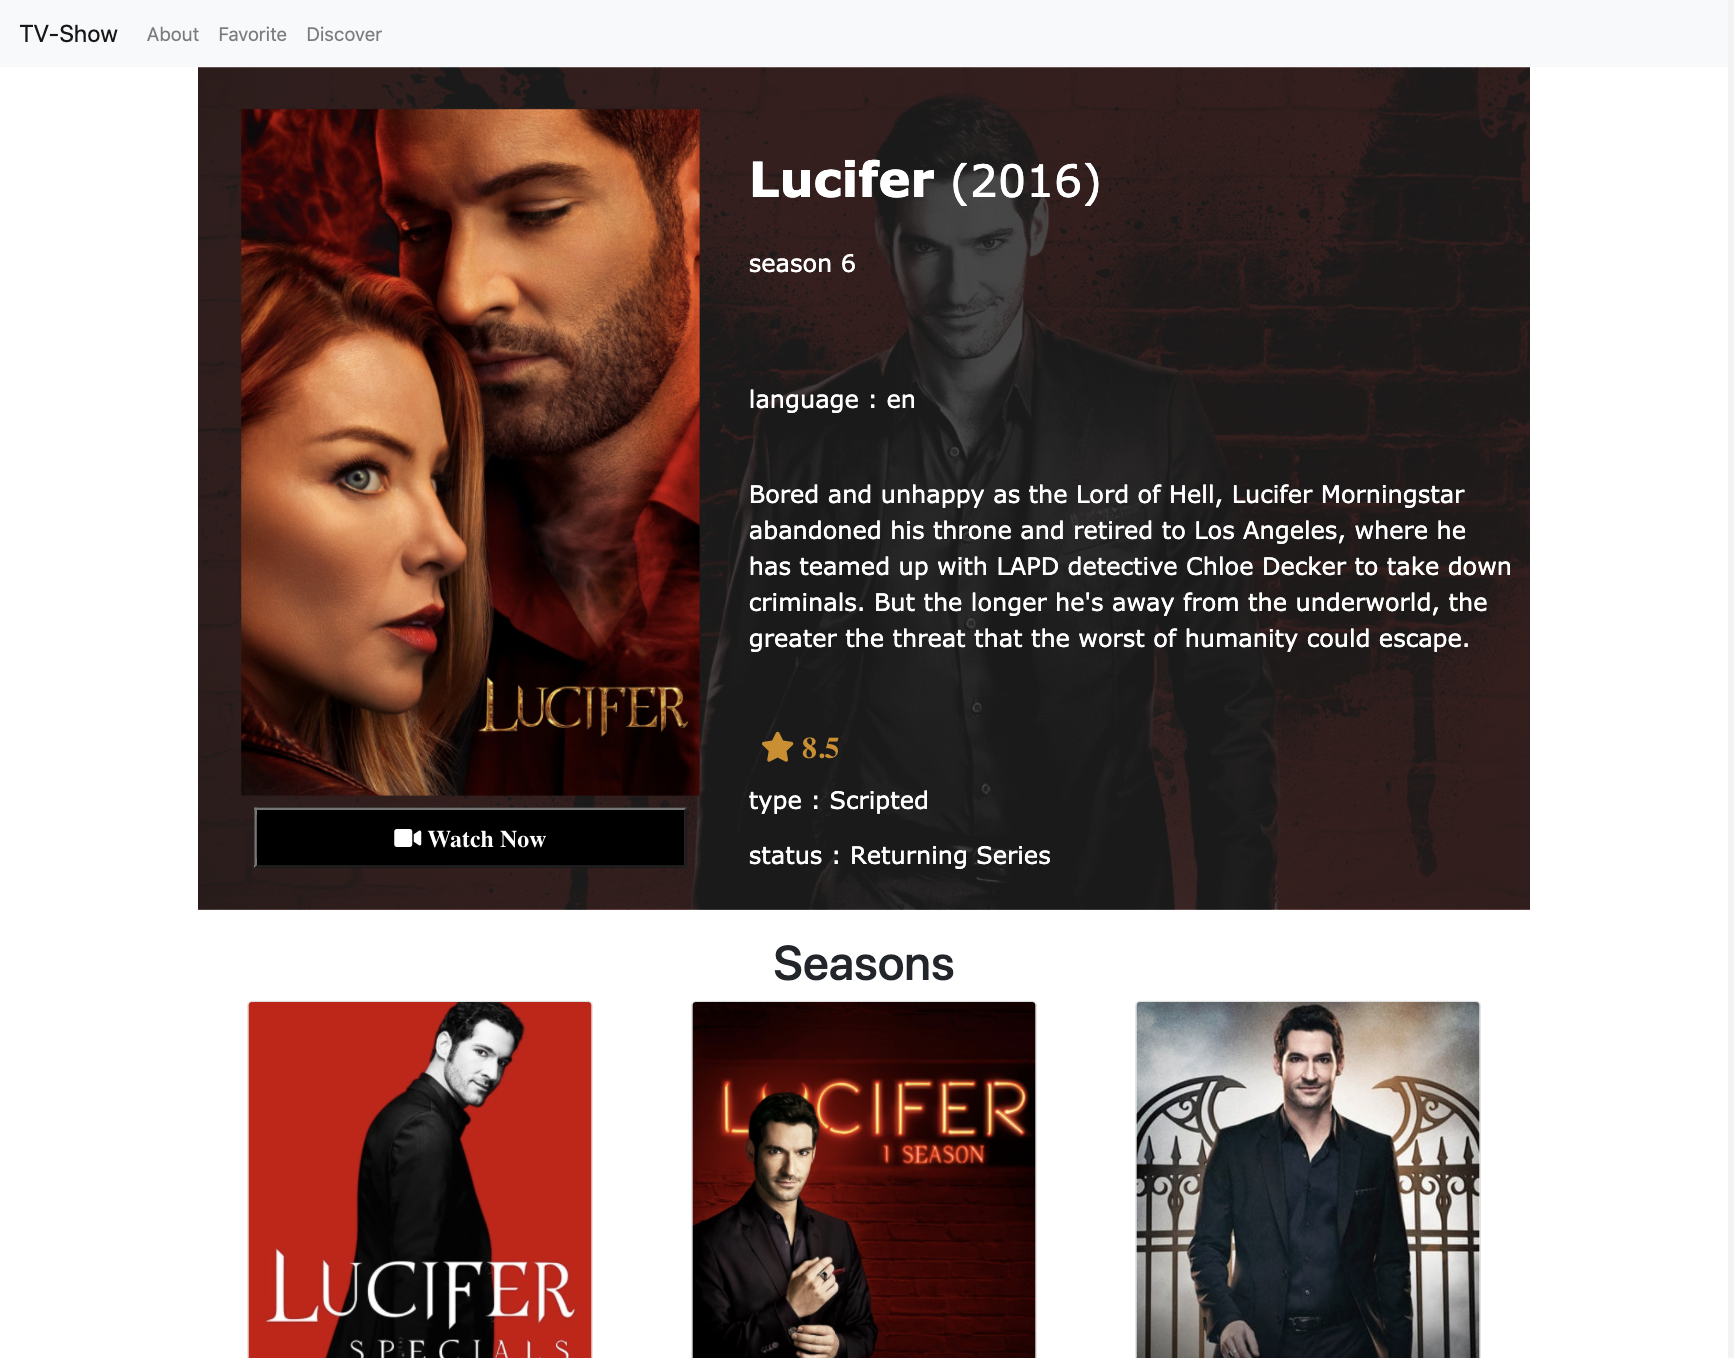 TV-Show About Favorite Discover
Lucifer (2016)
season 6
language : en
Bored and unhappy as the Lord of Hell, Lucifer Morningstar
abandoned his throne and retired to Los Angeles, where he
has teamed up with LAPD detective Chloe Decker to take down
criminals. But the longer he's away from the underworld, the
greater the threat that the worst of humanity could escape.
LUCIFER
8.5
type : Scripted
Watch Now
status : Returning Series
Seasons
LUCIFER
1 SEASON
LUCIFER
SPECIALS